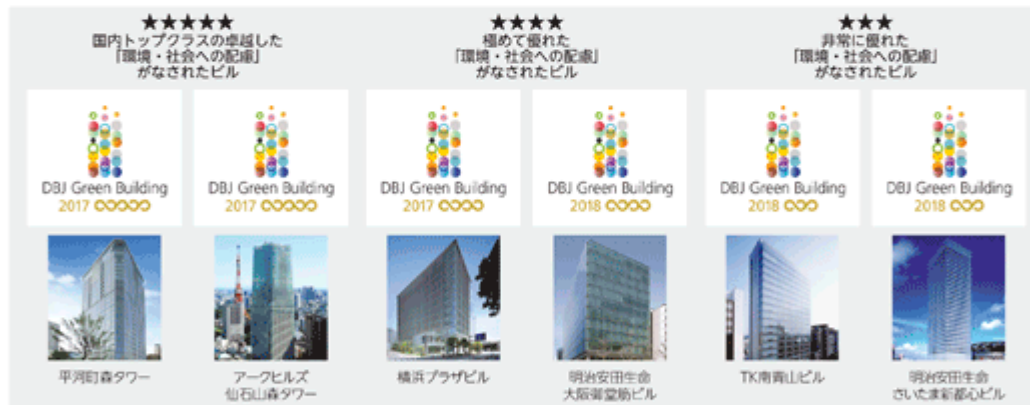 ★★★★★
国内トップクラスの卓越した
「環境・社会への配慮」
がなされたビル
★★★★
極めて優れた
「環境・社会への配慮」
がなされたビル
★★★
非常に優れた
「環境・社会への配慮」
がなされたビル
DBJ Green Building
2017
DBJ Green Building
2017
DBJ Green Building
2017
DBJ Green Building
2018
DBJ Green Building
2018
DBJ Green Building
2018
平河町森タワー
アークヒルズ
仙石山森タワー
横浜プラザビル
明治安田生命
大阪御堂筋ビル
TK南青山ビル
明治安田生命
さいたま新都心ビル